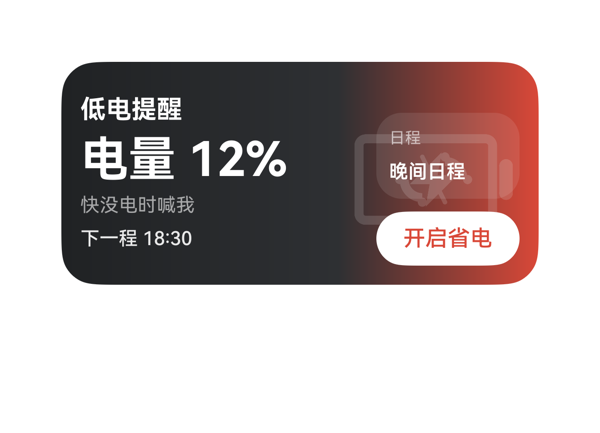 低电提醒
电量 12%
快没电时喊我
下一程 18:30
日程
晚间日程
开启省电